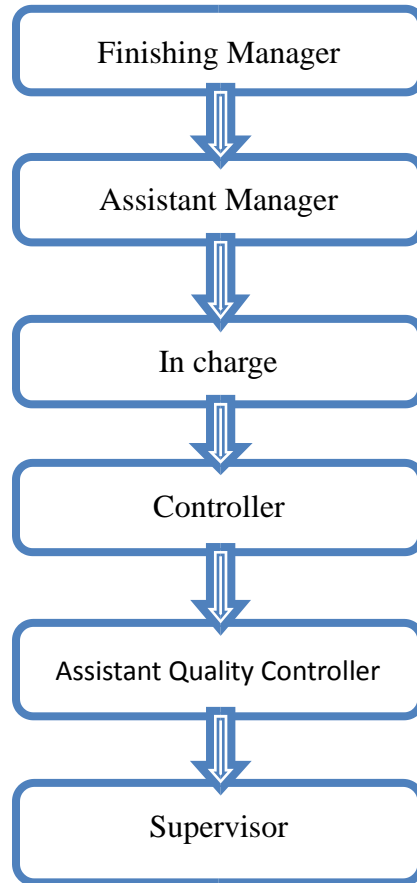 Finishing Manager
Assistant Manager
In charge
Controller
Assistant Quality Controller
Supervisor